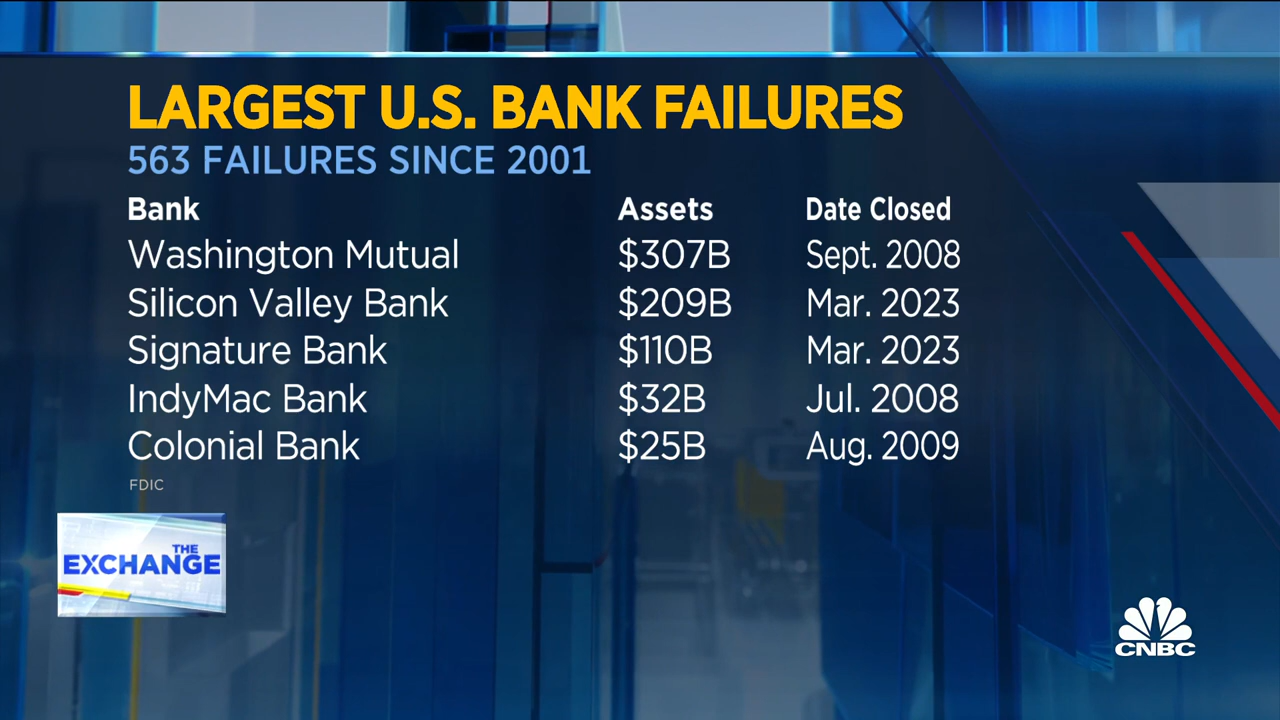 LARGEST U.S. BANK FAILURES
563 FAILURES SINCE 2001
Bank Assets Date Closed
Washington Mutual $307B Sept. 2008
Silicon Valley Bank $209B Mar. 2023
Signature Bank $110B Mar. 2023
IndyMac Bank $32B Jul. 2008
Colonial Bank $25B Aug. 2009
FDIC
THE
EXCHANGE
CNBC